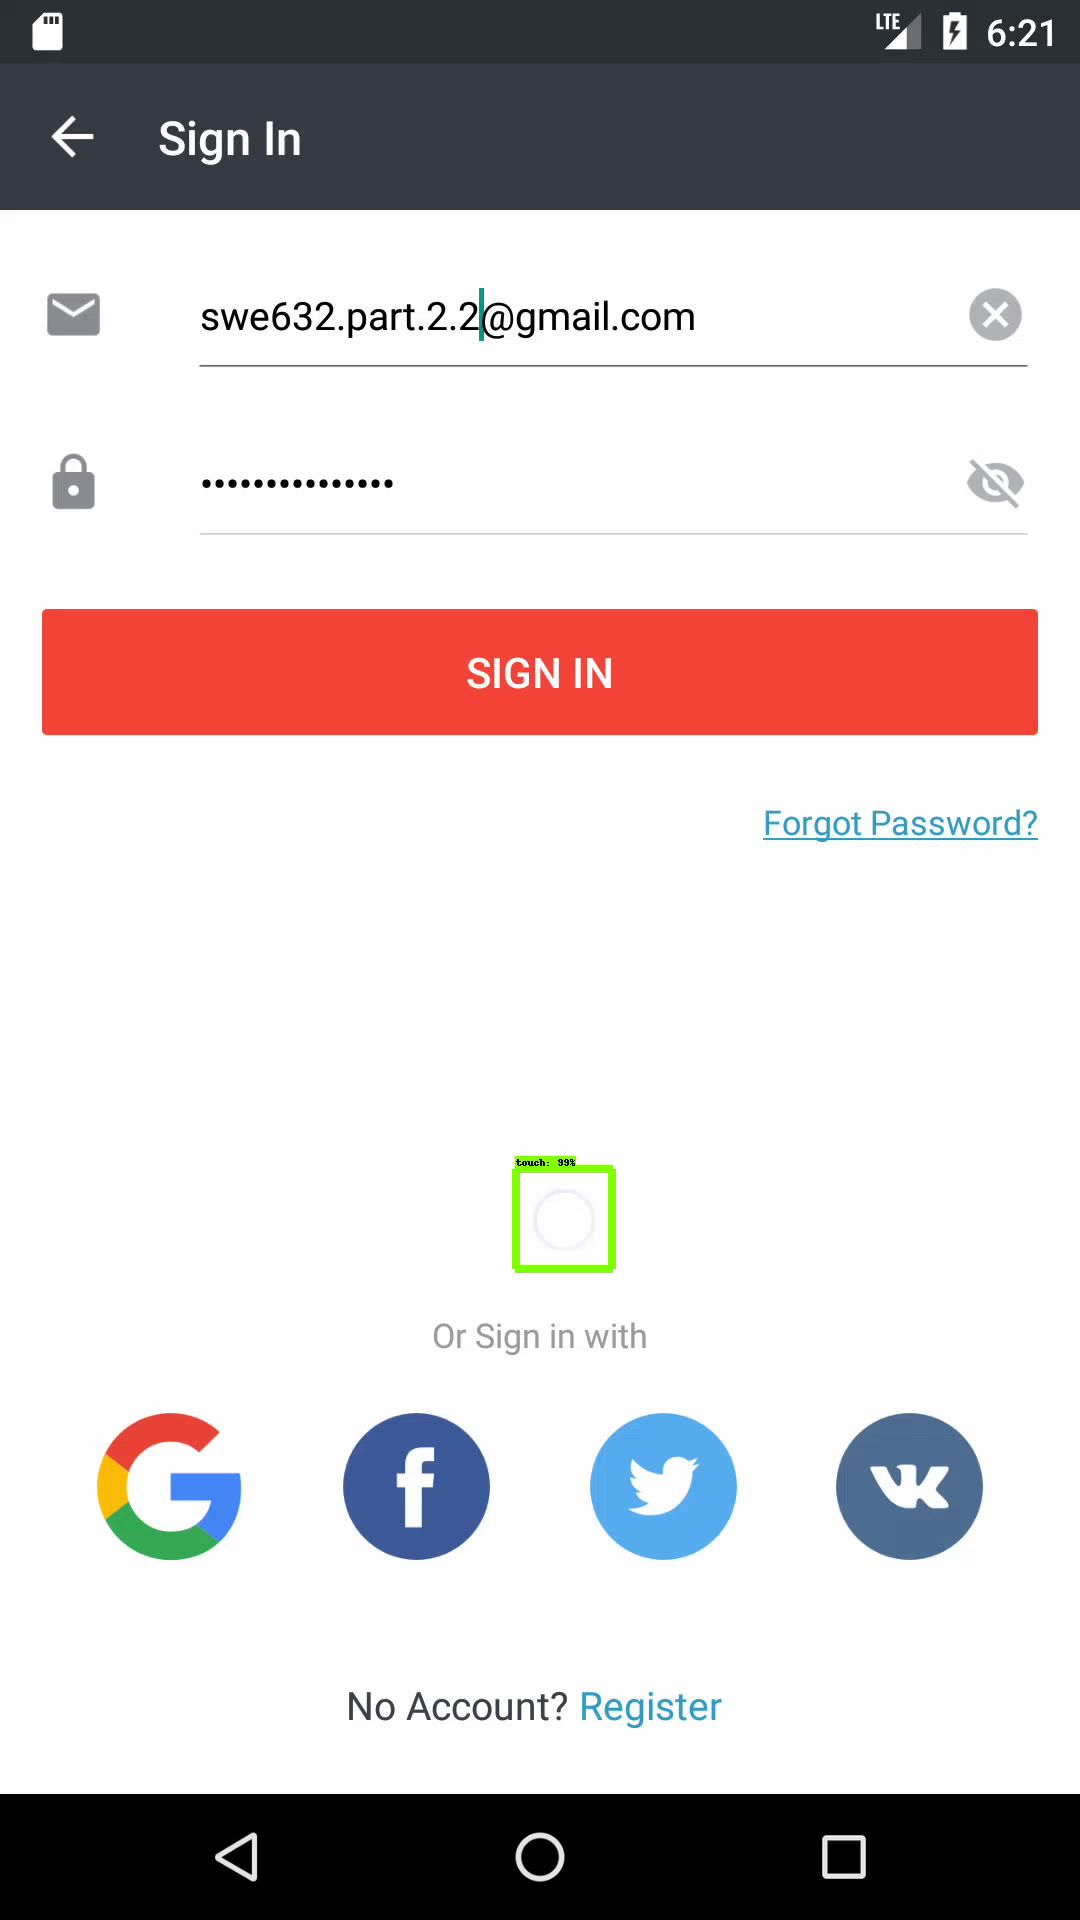 LTE 6:21
Sign In
swe632.part.2.2@gmail.com
•••••••••••••••
SIGN IN
Forgot Password?
touch: 99%
Or Sign in with
No Account? Register